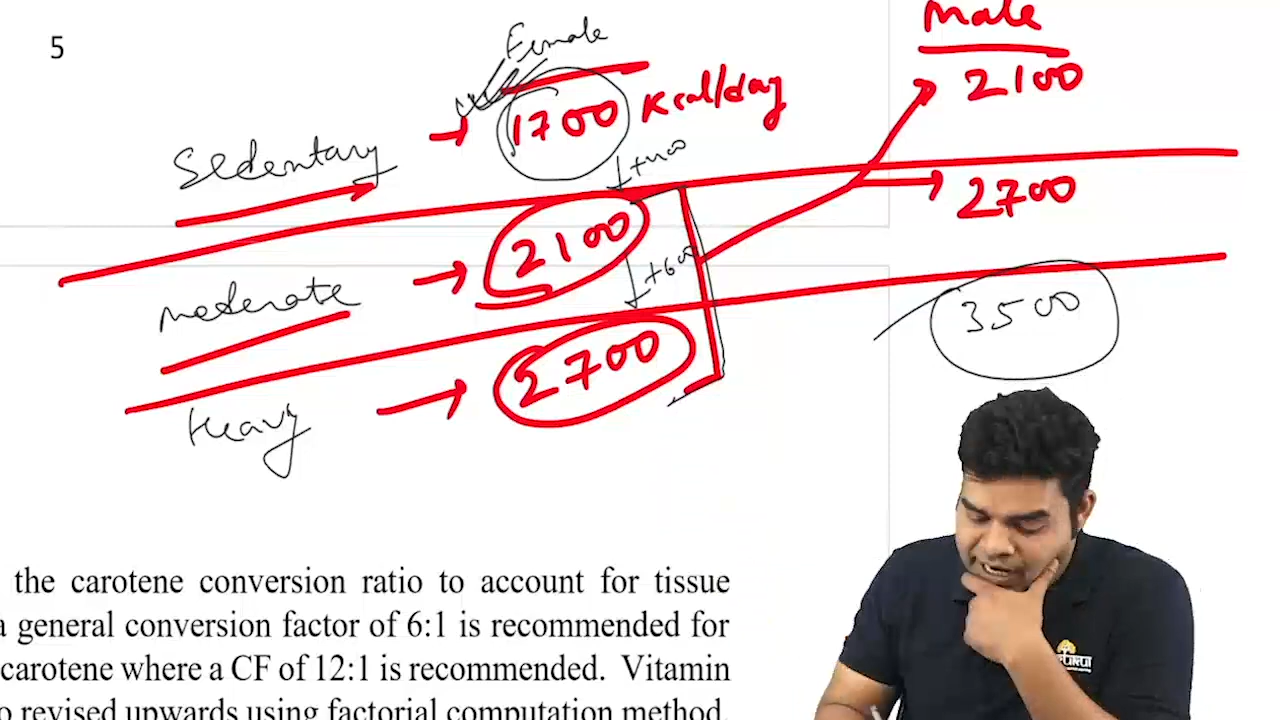 5
Female
Male
1700 Kcal/day
2100
Sedentary
+400
2700
2100
+600
moderate
3500
2700
Heavy
the carotene conversion ratio to account for tissue
a general conversion factor of 6:1 is recommended for
carotene where a CF of 12:1 is recommended. Vitamin
o revised upwards using factorial computation method.